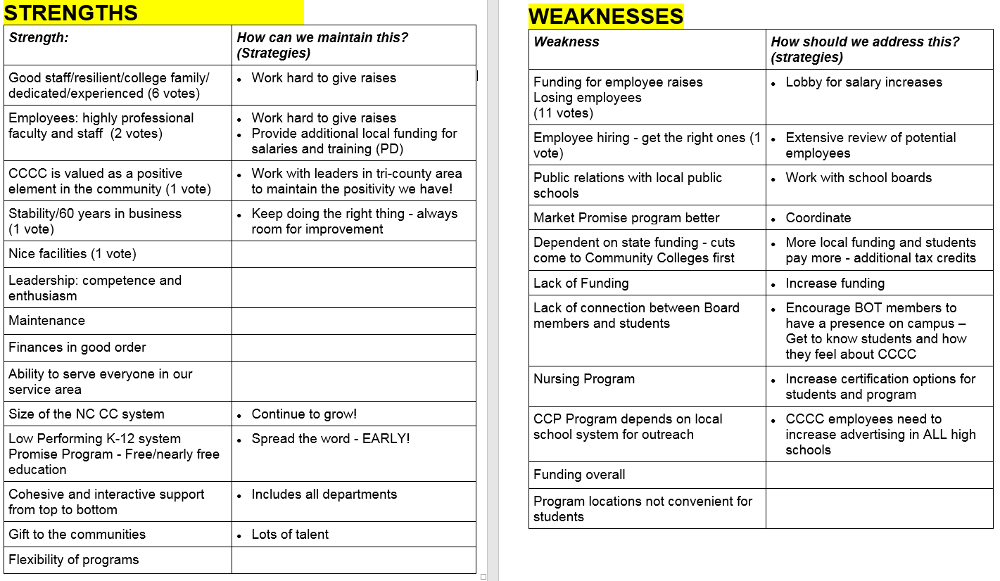 STRENGTHS
Strength:
How can we maintain this?
(Strategies)
Good staff/resilient/college family/
dedicated/experienced (6 votes)
• Work hard to give raises
Employees: highly professional
faculty and staff  (2 votes)
• Work hard to give raises
• Provide additional local funding for
salaries and training (PD)
CCCC is valued as a positive
element in the community (1 vote)
• Work with leaders in tri-county area
to maintain the positivity we have!
Stability/60 years in business
(1 vote)
• Keep doing the right thing - always
room for improvement
Nice facilities (1 vote)
Leadership: competence and
enthusiasm
Maintenance
Finances in good order
Ability to serve everyone in our
service area
Size of the NC CC system
• Continue to grow!
Low Performing K-12 system
Promise Program - Free/nearly free
education
• Spread the word - EARLY!
Cohesive and interactive support
from top to bottom
• Includes all departments
Gift to the communities
• Lots of talent
Flexibility of programs
WEAKNESSES
Weakness
How should we address this?
(strategies)
Funding for employee raises
Losing employees
(11 votes)
• Lobby for salary increases
Employee hiring - get the right ones (1
vote)
• Extensive review of potential
employees
Public relations with local public
schools
• Work with school boards
Market Promise program better
• Coordinate
Dependent on state funding - cuts
come to Community Colleges first
• More local funding and students
pay more - additional tax credits
Lack of Funding
• Increase funding
Lack of connection between Board
members and students
• Encourage BOT members to
have a presence on campus –
Get to know students and how
they feel about CCCC
Nursing Program
• Increase certification options for
students and program
CCP Program depends on local
school system for outreach
• CCCC employees need to
increase advertising in ALL high
schools
Funding overall
Program locations not convenient for
students